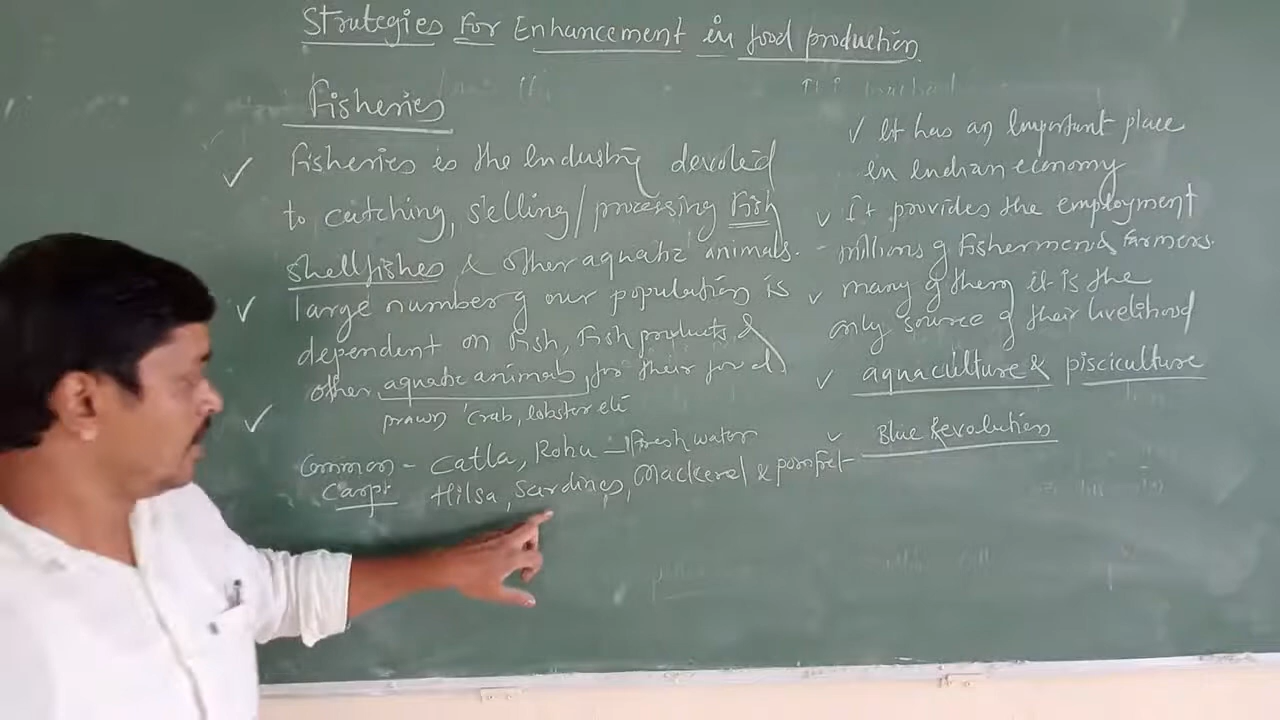 Strategies for Enhancement in food production
Fisheries
✓ Fisheries is the Industry devoted
to catching, selling/processing Fish
shellfishes & other aquatic animals.
✓ large number of our population is
dependent on Fish, Fish products &
other aquatic animals, for their food
✓ prawn crab, lobster etc
Common - Catla, Rohu - Fresh water
Carp: Hilsa, Sardines, Mackerel & pomfret
✓ It has an Important place
in Indian economy
✓ It provides the employment
millions of Fishermen & Farmers.
✓ many of them it is the
only source of their livelihood
✓ aquaculture & pisciculture
✓ Blue Revolution